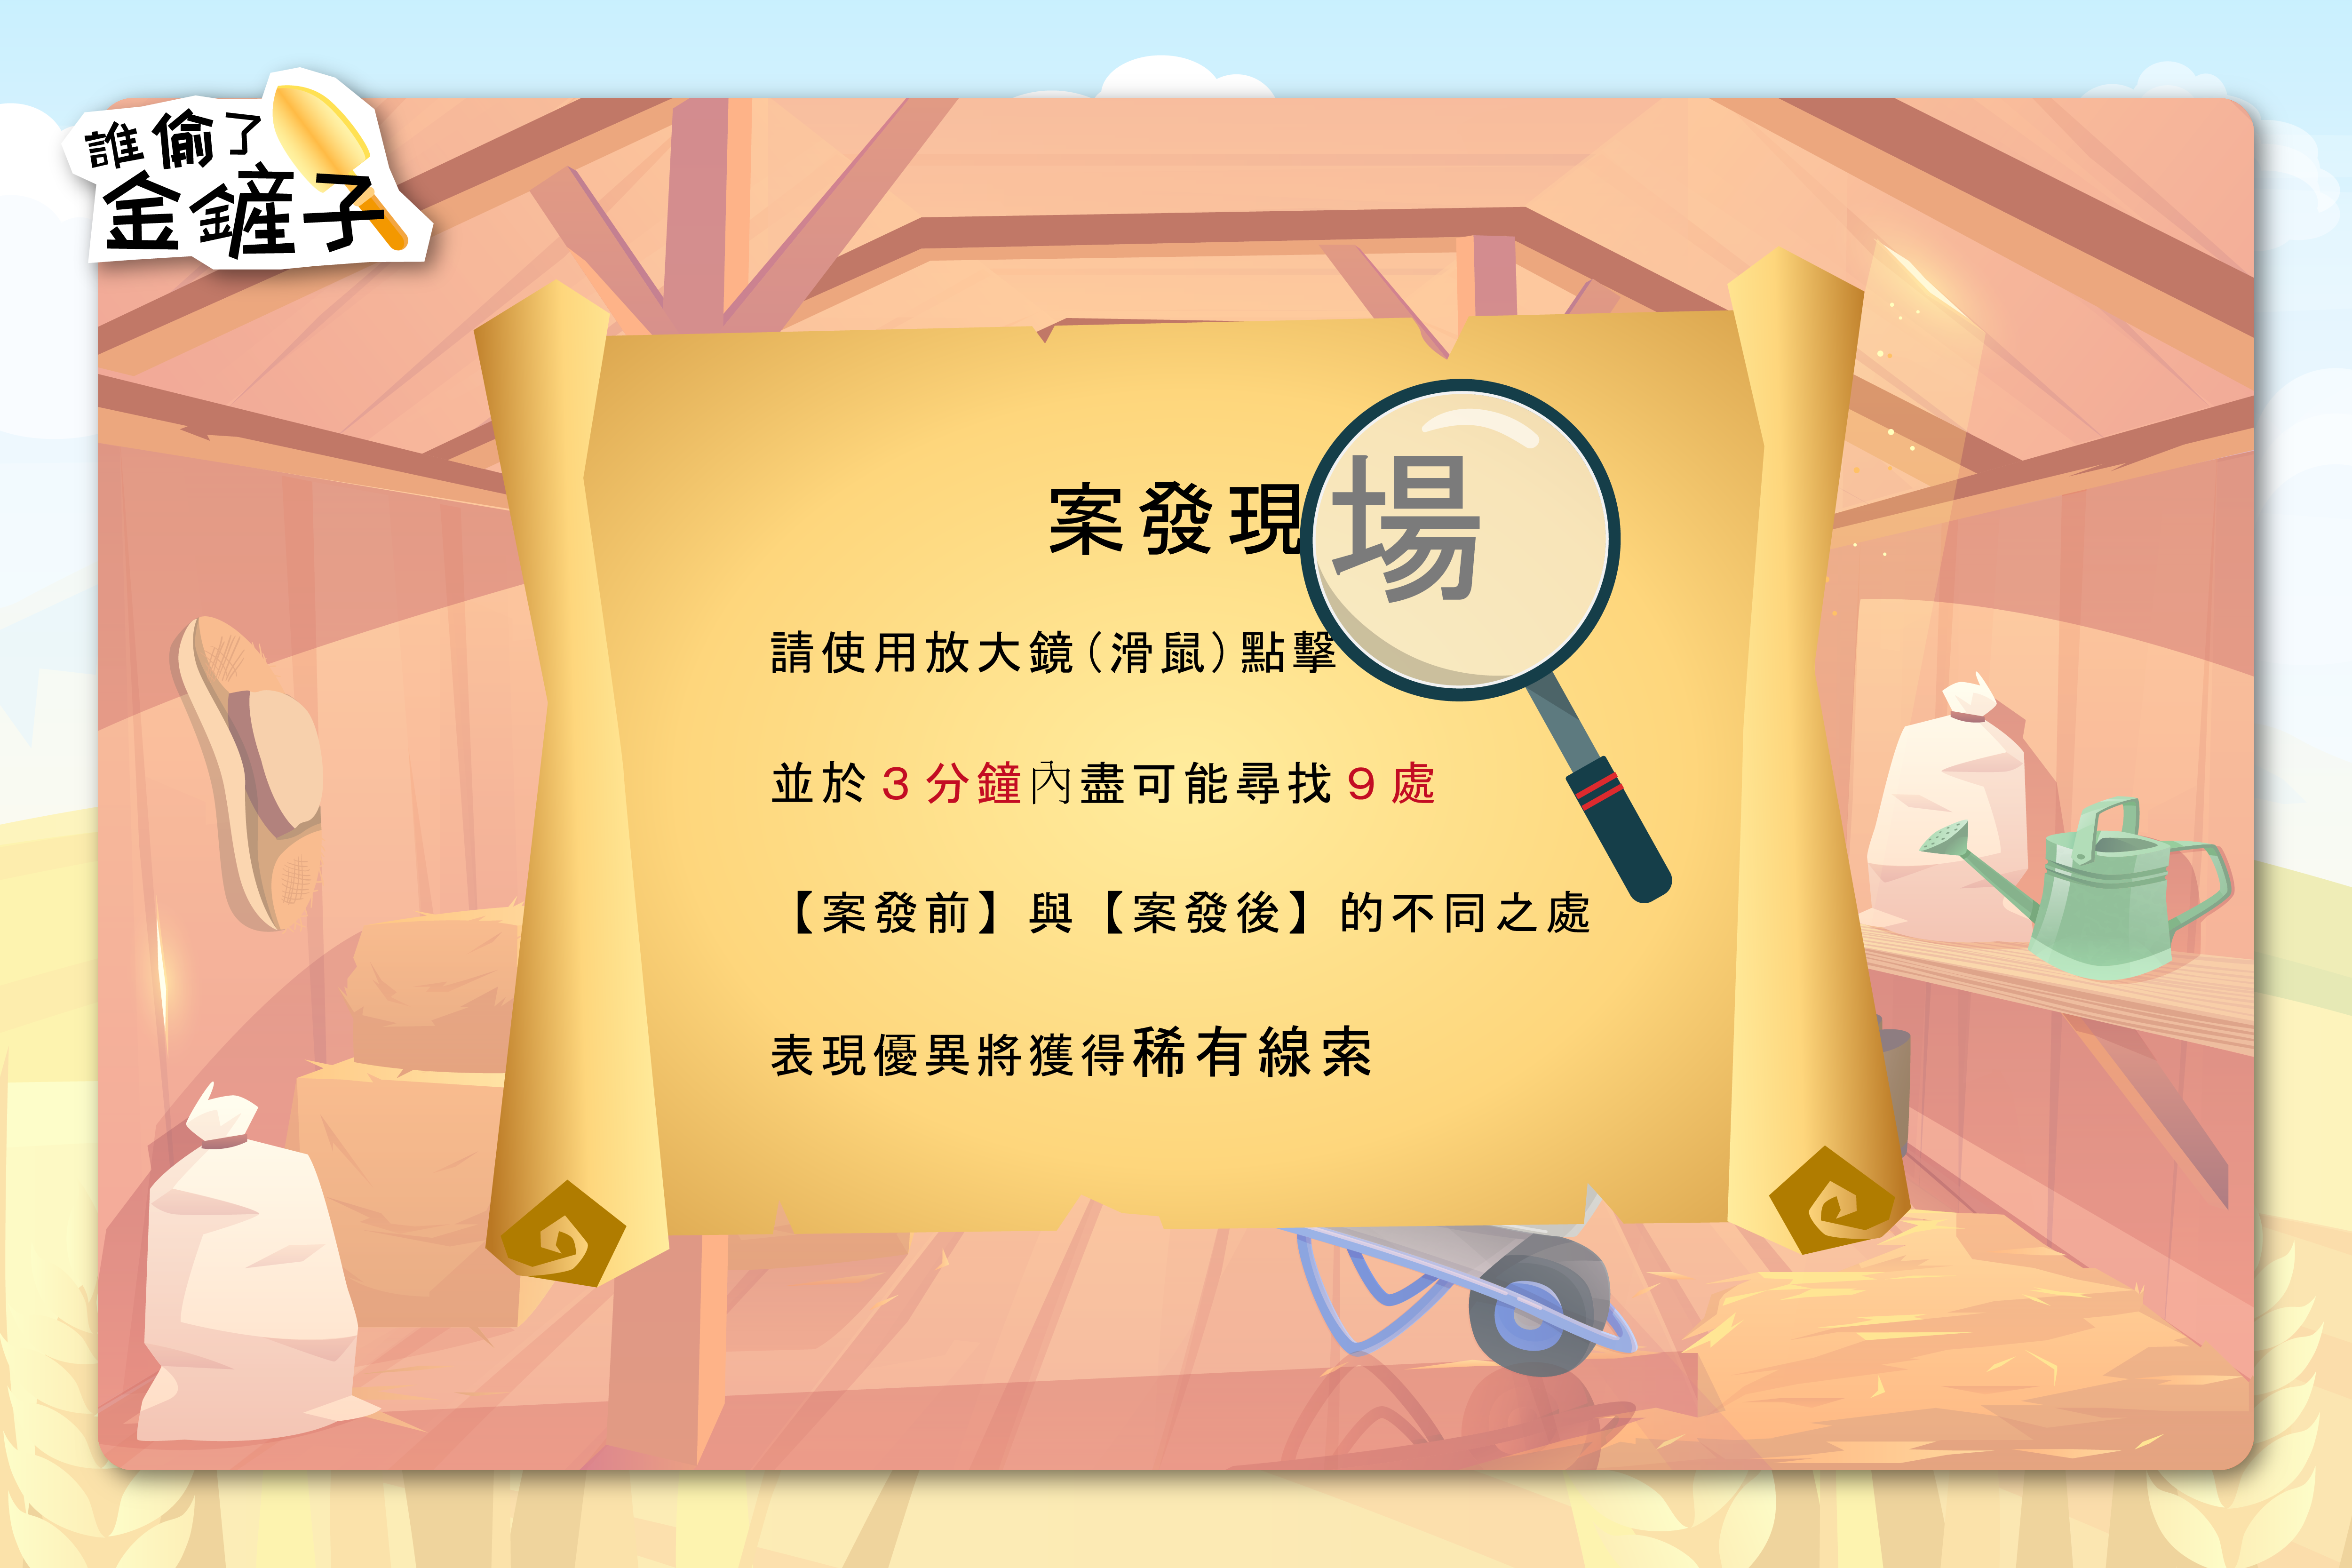 誰偷了
金鏟子
案發現場
請使用放大鏡（滑鼠）點擊
並於3分鐘內盡可能尋找9處
【案發前】與【案發後】的不同之處
表現優異將獲得稀有線索